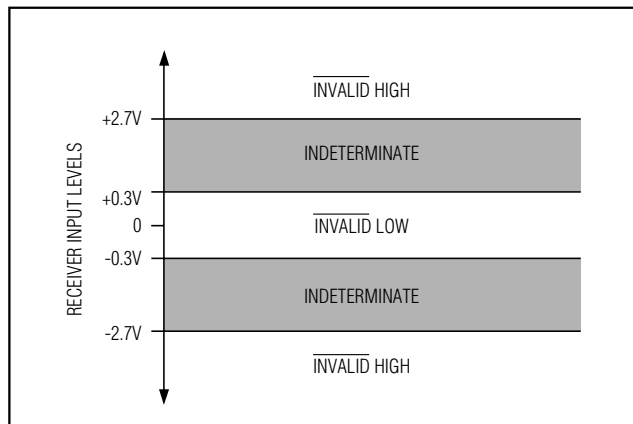 RECEIVER INPUT LEVELS
INVALID HIGH
+2.7V
INDETERMINATE
+0.3V
0
INVALID LOW
-0.3V
INDETERMINATE
-2.7V
INVALID HIGH